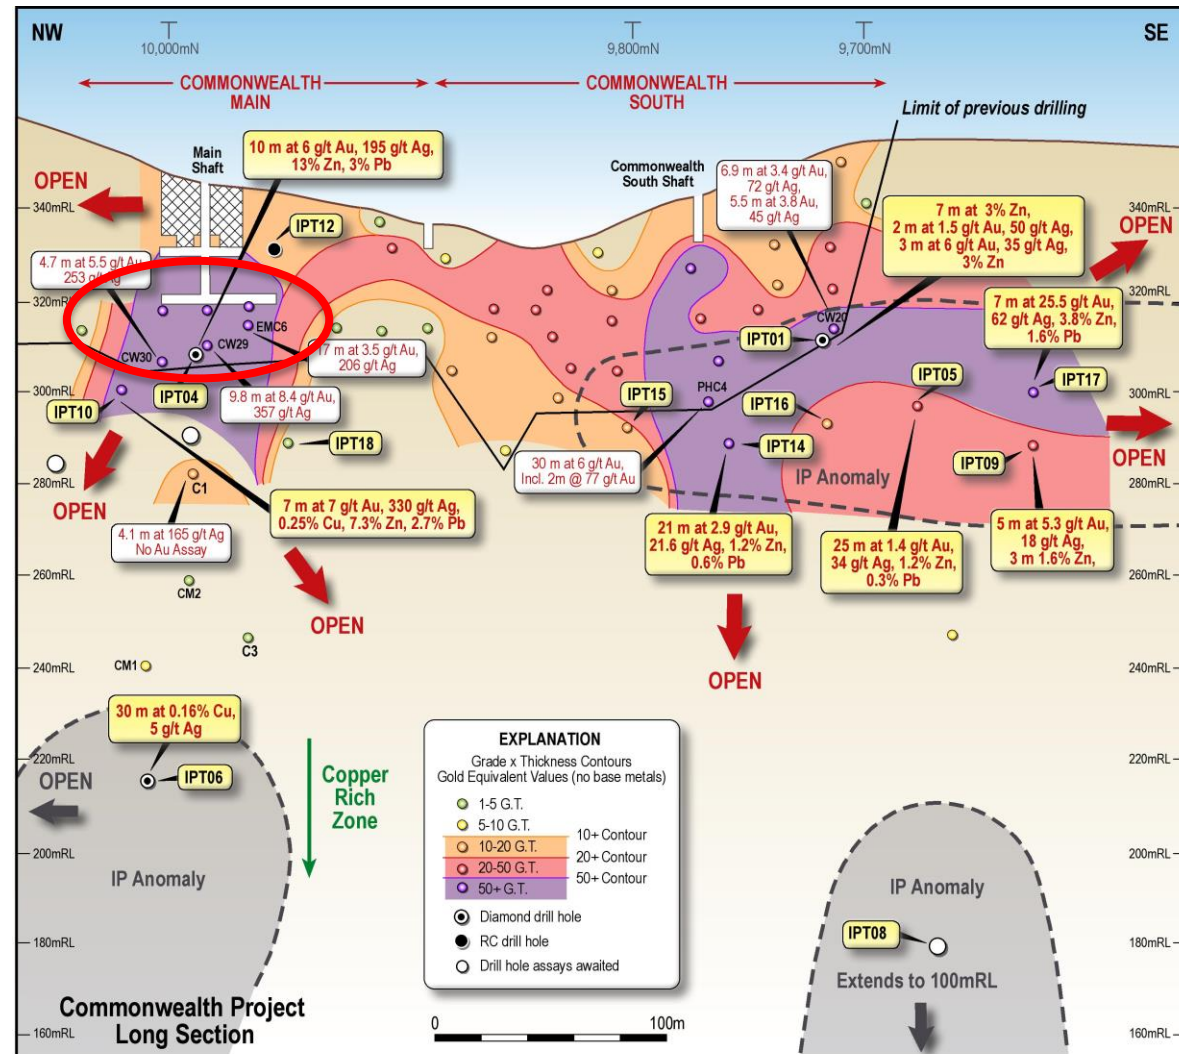 NW
SE
10,000mN
9,800mN
9,700mN
COMMONWEALTH
MAIN
COMMONWEALTH
SOUTH
Limit of previous drilling
10 m at 6 g/t Au, 195 g/t Ag,
13% Zn, 3% Pb
Main
Shaft
Commonwealth
South Shaft
6.9 m at 3.4 g/t Au,
72 g/t Ag,
5.5 m at 3.8 Au,
45 g/t Ag
7 m at 3% Zn,
2 m at 1.5 g/t Au, 50 g/t Ag,
3 m at 6 g/t Au, 35 g/t Ag,
3% Zn
OPEN
OPEN
340mRL
340mRL
IPT12
4.7 m at 5.5 g/t Au,
253 g/t Ag
7 m at 25.5 g/t Au,
62 g/t Ag, 3.8% Zn,
1.6% Pb
320mRL
320mRL
EMC6
CW20
IPT01
CW30
CW29
17 m at 3.5 g/t Au,
206 g/t Ag
IPT04
9.8 m at 8.4 g/t Au,
357 g/t Ag
300mRL
300mRL
IPT10
IPT15
PHC4
IPT16
IPT05
IPT17
IPT18
IPT14
IPT09
OPEN
30 m at 6 g/t Au,
Incl. 2m @ 77 g/t Au
IP Anomaly
280mRL
280mRL
C1
OPEN
7 m at 7 g/t Au, 330 g/t Ag,
0.25% Cu, 7.3% Zn, 2.7% Pb
4.1 m at 165 g/t Ag
No Au Assay
21 m at 2.9 g/t Au,
21.6 g/t Ag, 1.2% Zn,
0.6% Pb
25 m at 1.4 g/t Au,
34 g/t Ag, 1.2% Zn,
0.3% Pb
5 m at 5.3 g/t Au,
18 g/t Ag,
3 m 1.6% Zn,
260mRL
260mRL
CM2
OPEN
C3
240mRL
240mRL
CM1
OPEN
30 m at 0.16% Cu,
5 g/t Ag
220mRL
220mRL
OPEN
IPT06
Copper
Rich
Zone
200mRL
200mRL
IP Anomaly
IP Anomaly
EXPLANATION
Grade x Thickness Contours
Gold Equivalent Values (no base metals)
1-5 G.T.
5-10 G.T.
10+ Contour
10-20 G.T.
20+ Contour
20-50 G.T.
50+ Contour
50+ G.T.
Diamond drill hole
RC drill hole
Drill hole assays awaited
IPT08
180mRL
180mRL
Extends to 100mRL
Commonwealth Project
Long Section
0
100m
160mRL
160mRL